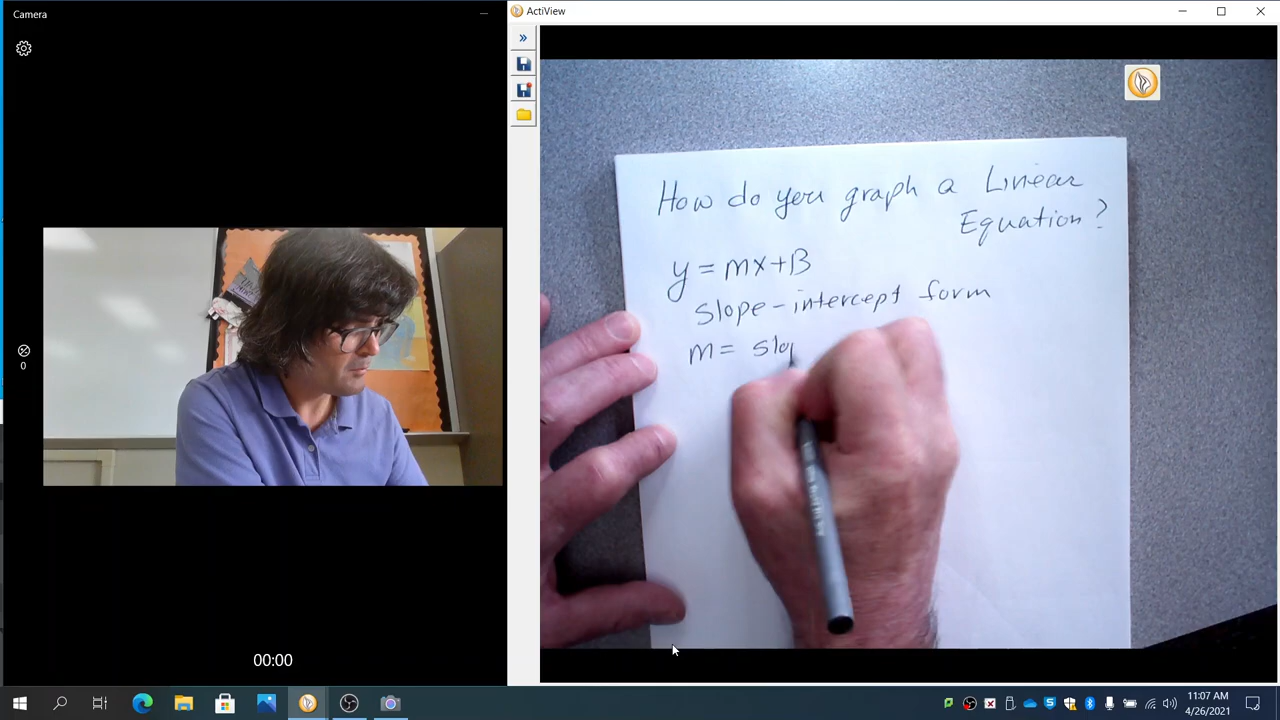 Camera
ActiView
How do you graph a Linear
Equation?
y = mx+B
slope-intercept form
m= slop
0
00:00
11:07 AM
4/26/2021